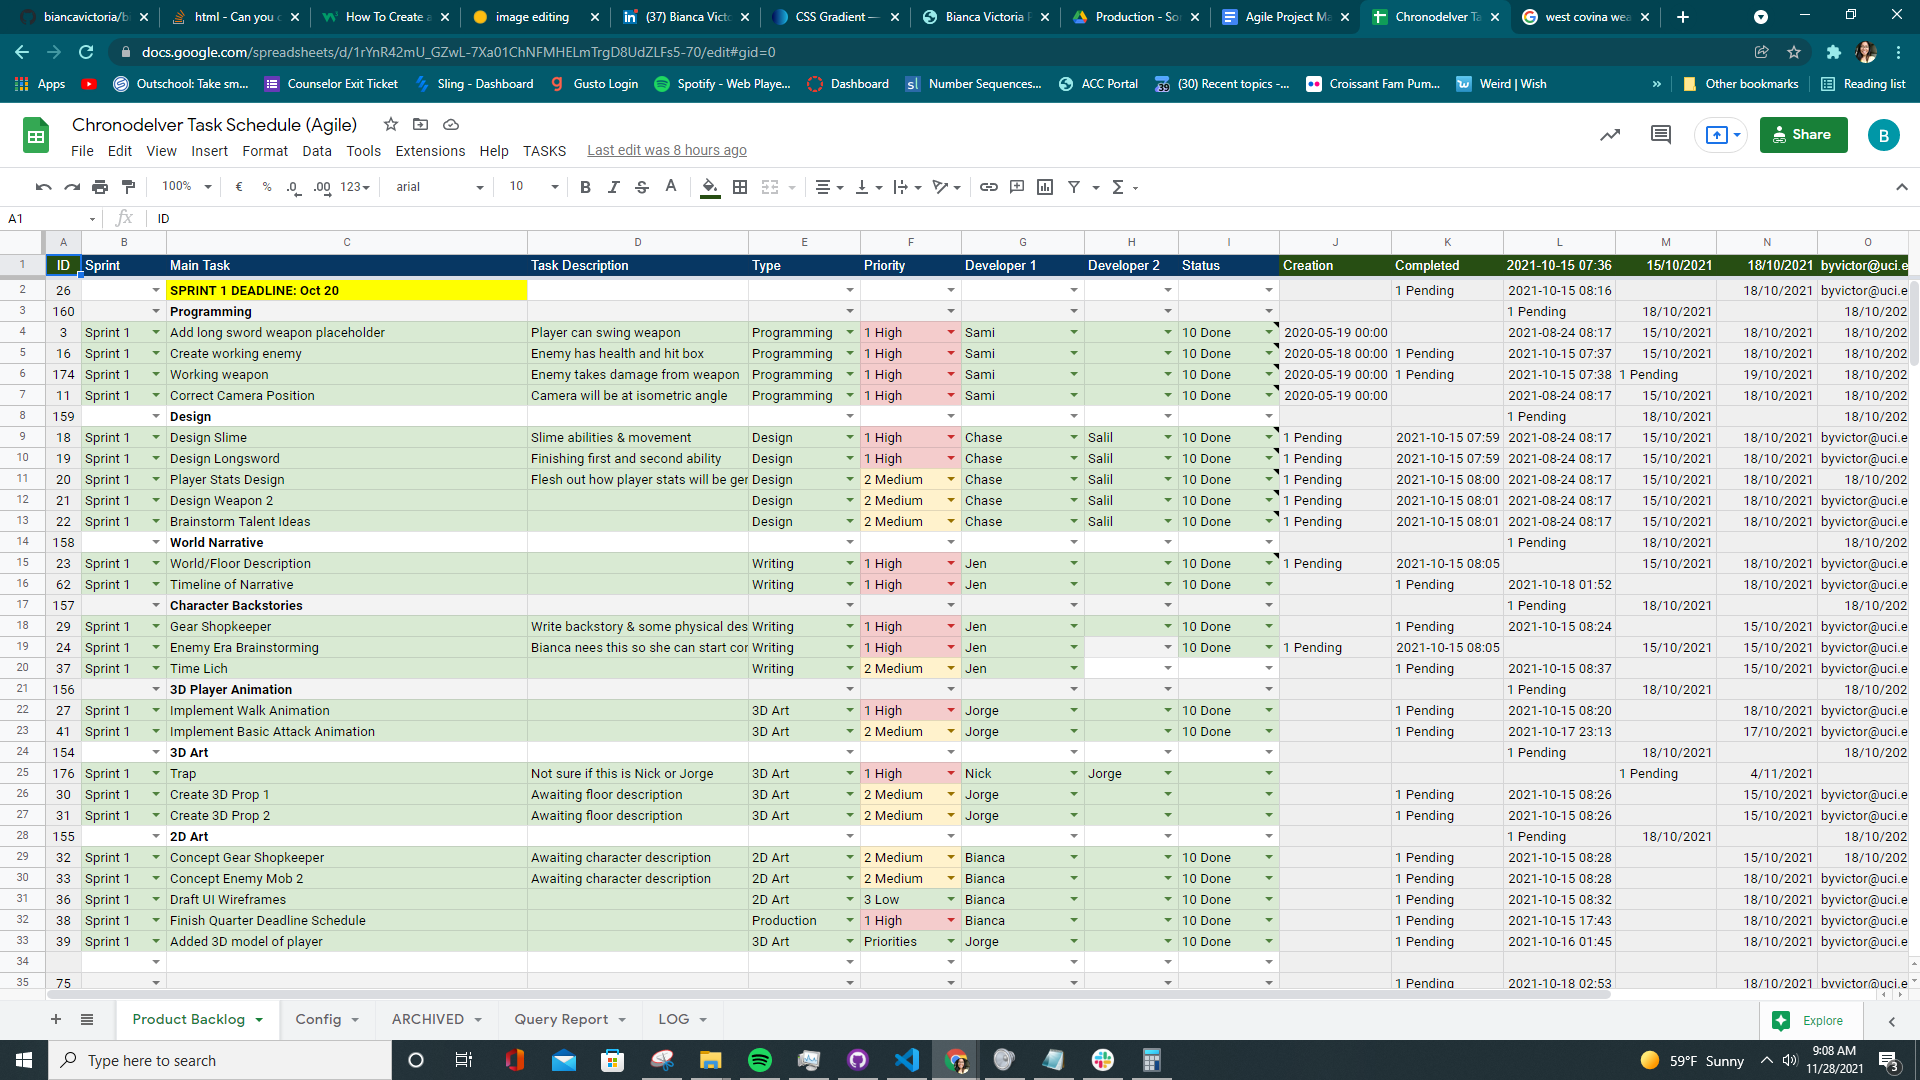 biancavictoria/bi
html - Can you c
How To Create a
image editing
(37) Bianca Victo
CSS Gradient —
Bianca Victoria P
Production - So
Agile Project Ma
Chronodelver Ta
west covina wea
docs.google.com/spreadsheets/d/1rYnR42mU_GZwL-7Xa01ChNFMHELmTrgD8UdZLFs5-70/edit#gid=0
Apps Outschool: Take sm... Counselor Exit Ticket Sling - Dashboard Gusto Login Spotify - Web Playe... Dashboard Number Sequences... ACC Portal (30) Recent topics -... Croissant Fam Pum... Weird | Wish » Other bookmarks Reading list
Chronodelver Task Schedule (Agile)
File Edit View Insert Format Data Tools Extensions Help TASKS Last edit was 8 hours ago
Share
B
100% € % .0 .00 123 arial 10 B I S A
A1 fx ID
A B C D E F G H I J K L M N O
1 ID Sprint Main Task Task Description Type Priority Developer 1 Developer 2 Status Creation Completed 2021-10-15 07:36 15/10/2021 18/10/2021 byvictor@uci.e
2 26 SPRINT 1 DEADLINE: Oct 20 1 Pending 2021-10-15 08:16 18/10/2021 byvictor@uci.e
3 160 Programming 1 Pending 18/10/2021 18/10/202
4 3 Sprint 1 Add long sword weapon placeholder Player can swing weapon Programming 1 High Sami 10 Done 2020-05-19 00:00 2021-08-24 08:17 15/10/2021 18/10/2021 18/10/202
5 16 Sprint 1 Create working enemy Enemy has health and hit box Programming 1 High Sami 10 Done 2020-05-18 00:00 1 Pending 2021-10-15 07:37 15/10/2021 18/10/2021 18/10/202
6 174 Sprint 1 Working weapon Enemy takes damage from weapon Programming 1 High Sami 10 Done 2020-05-19 00:00 1 Pending 2021-10-15 07:38 1 Pending 19/10/2021 18/10/202
7 11 Sprint 1 Correct Camera Position Camera will be at isometric angle Programming 1 High Sami 10 Done 2020-05-19 00:00 2021-08-24 08:17 15/10/2021 18/10/2021 18/10/202
8 159 Design 1 Pending 18/10/2021 18/10/202
9 18 Sprint 1 Design Slime Slime abilities & movement Design 1 High Chase Salil 10 Done 1 Pending 2021-10-15 07:59 2021-08-24 08:17 15/10/2021 18/10/2021 byvictor@uci.e
10 19 Sprint 1 Design Longsword Finishing first and second ability Design 1 High Chase Salil 10 Done 1 Pending 2021-10-15 07:59 2021-08-24 08:17 15/10/2021 18/10/2021 18/10/202
11 20 Sprint 1 Player Stats Design Flesh out how player stats will be ger Design 2 Medium Chase Salil 10 Done 1 Pending 2021-10-15 08:00 2021-08-24 08:17 15/10/2021 18/10/2021 18/10/202
12 21 Sprint 1 Design Weapon 2 Design 2 Medium Chase Salil 10 Done 1 Pending 2021-10-15 08:01 2021-08-24 08:17 15/10/2021 18/10/2021 byvictor@uci.e
13 22 Sprint 1 Brainstorm Talent Ideas Design 2 Medium Chase Salil 10 Done 1 Pending 2021-10-15 08:01 2021-08-24 08:17 15/10/2021 18/10/2021 byvictor@uci.e
14 158 World Narrative 1 Pending 18/10/2021 18/10/202
15 23 Sprint 1 World/Floor Description Writing 1 High Jen 10 Done 1 Pending 2021-10-15 08:05 15/10/2021 18/10/2021 byvictor@uci.e
16 62 Sprint 1 Timeline of Narrative Writing 1 High Jen 10 Done 1 Pending 2021-10-18 01:52 18/10/2021 byvictor@uci.e
17 157 Character Backstories 1 Pending 18/10/2021 18/10/202
18 29 Sprint 1 Gear Shopkeeper Write backstory & some physical des Writing 1 High Jen 10 Done 1 Pending 2021-10-15 08:24 15/10/2021 byvictor@uci.e
19 24 Sprint 1 Enemy Era Brainstorming Bianca nees this so she can start cor Writing 1 High Jen 10 Done 1 Pending 2021-10-15 08:05 15/10/2021 15/10/2021 byvictor@uci.e
20 37 Sprint 1 Time Lich Writing 2 Medium Jen 1 Pending 2021-10-15 08:37 15/10/2021 byvictor@uci.e
21 156 3D Player Animation 1 Pending 18/10/2021 18/10/202
22 27 Sprint 1 Implement Walk Animation 3D Art 1 High Jorge 10 Done 1 Pending 2021-10-15 08:20 18/10/2021 byvictor@uci.e
23 41 Sprint 1 Implement Basic Attack Animation 3D Art 2 Medium Jorge 10 Done 1 Pending 2021-10-17 23:13 17/10/2021 byvictor@uci.e
24 154 3D Art 1 Pending 18/10/2021 18/10/202
25 176 Sprint 1 Trap Not sure if this is Nick or Jorge 3D Art 1 High Nick Jorge 1 Pending 4/11/2021
26 30 Sprint 1 Create 3D Prop 1 Awaiting floor description 3D Art 2 Medium Jorge 1 Pending 2021-10-15 08:26 15/10/2021 byvictor@uci.e
27 31 Sprint 1 Create 3D Prop 2 Awaiting floor description 3D Art 2 Medium Jorge 1 Pending 2021-10-15 08:26 15/10/2021 byvictor@uci.e
28 155 2D Art 1 Pending 18/10/2021 18/10/202
29 32 Sprint 1 Concept Gear Shopkeeper Awaiting character description 2D Art 2 Medium Bianca 10 Done 1 Pending 2021-10-15 08:28 15/10/2021 18/10/202
30 33 Sprint 1 Concept Enemy Mob 2 Awaiting character description 2D Art 2 Medium Bianca 10 Done 1 Pending 2021-10-15 08:28 18/10/2021 byvictor@uci.e
31 36 Sprint 1 Draft UI Wireframes 2D Art 3 Low Bianca 10 Done 1 Pending 2021-10-15 08:32 18/10/2021 byvictor@uci.e
32 38 Sprint 1 Finish Quarter Deadline Schedule Production 1 High Bianca 10 Done 1 Pending 2021-10-15 17:43 18/10/2021 byvictor@uci.e
33 39 Sprint 1 Added 3D model of player 3D Art Priorities Jorge 10 Done 1 Pending 2021-10-16 01:45 18/10/2021 byvictor@uci.e
34
35 75 1 Pending 2021-10-18 02:53 18/10/2021 byvictor@uci.e
Product Backlog Config ARCHIVED Query Report LOG Explore
Type here to search
59°F Sunny
9:08 AM
11/28/2021
3